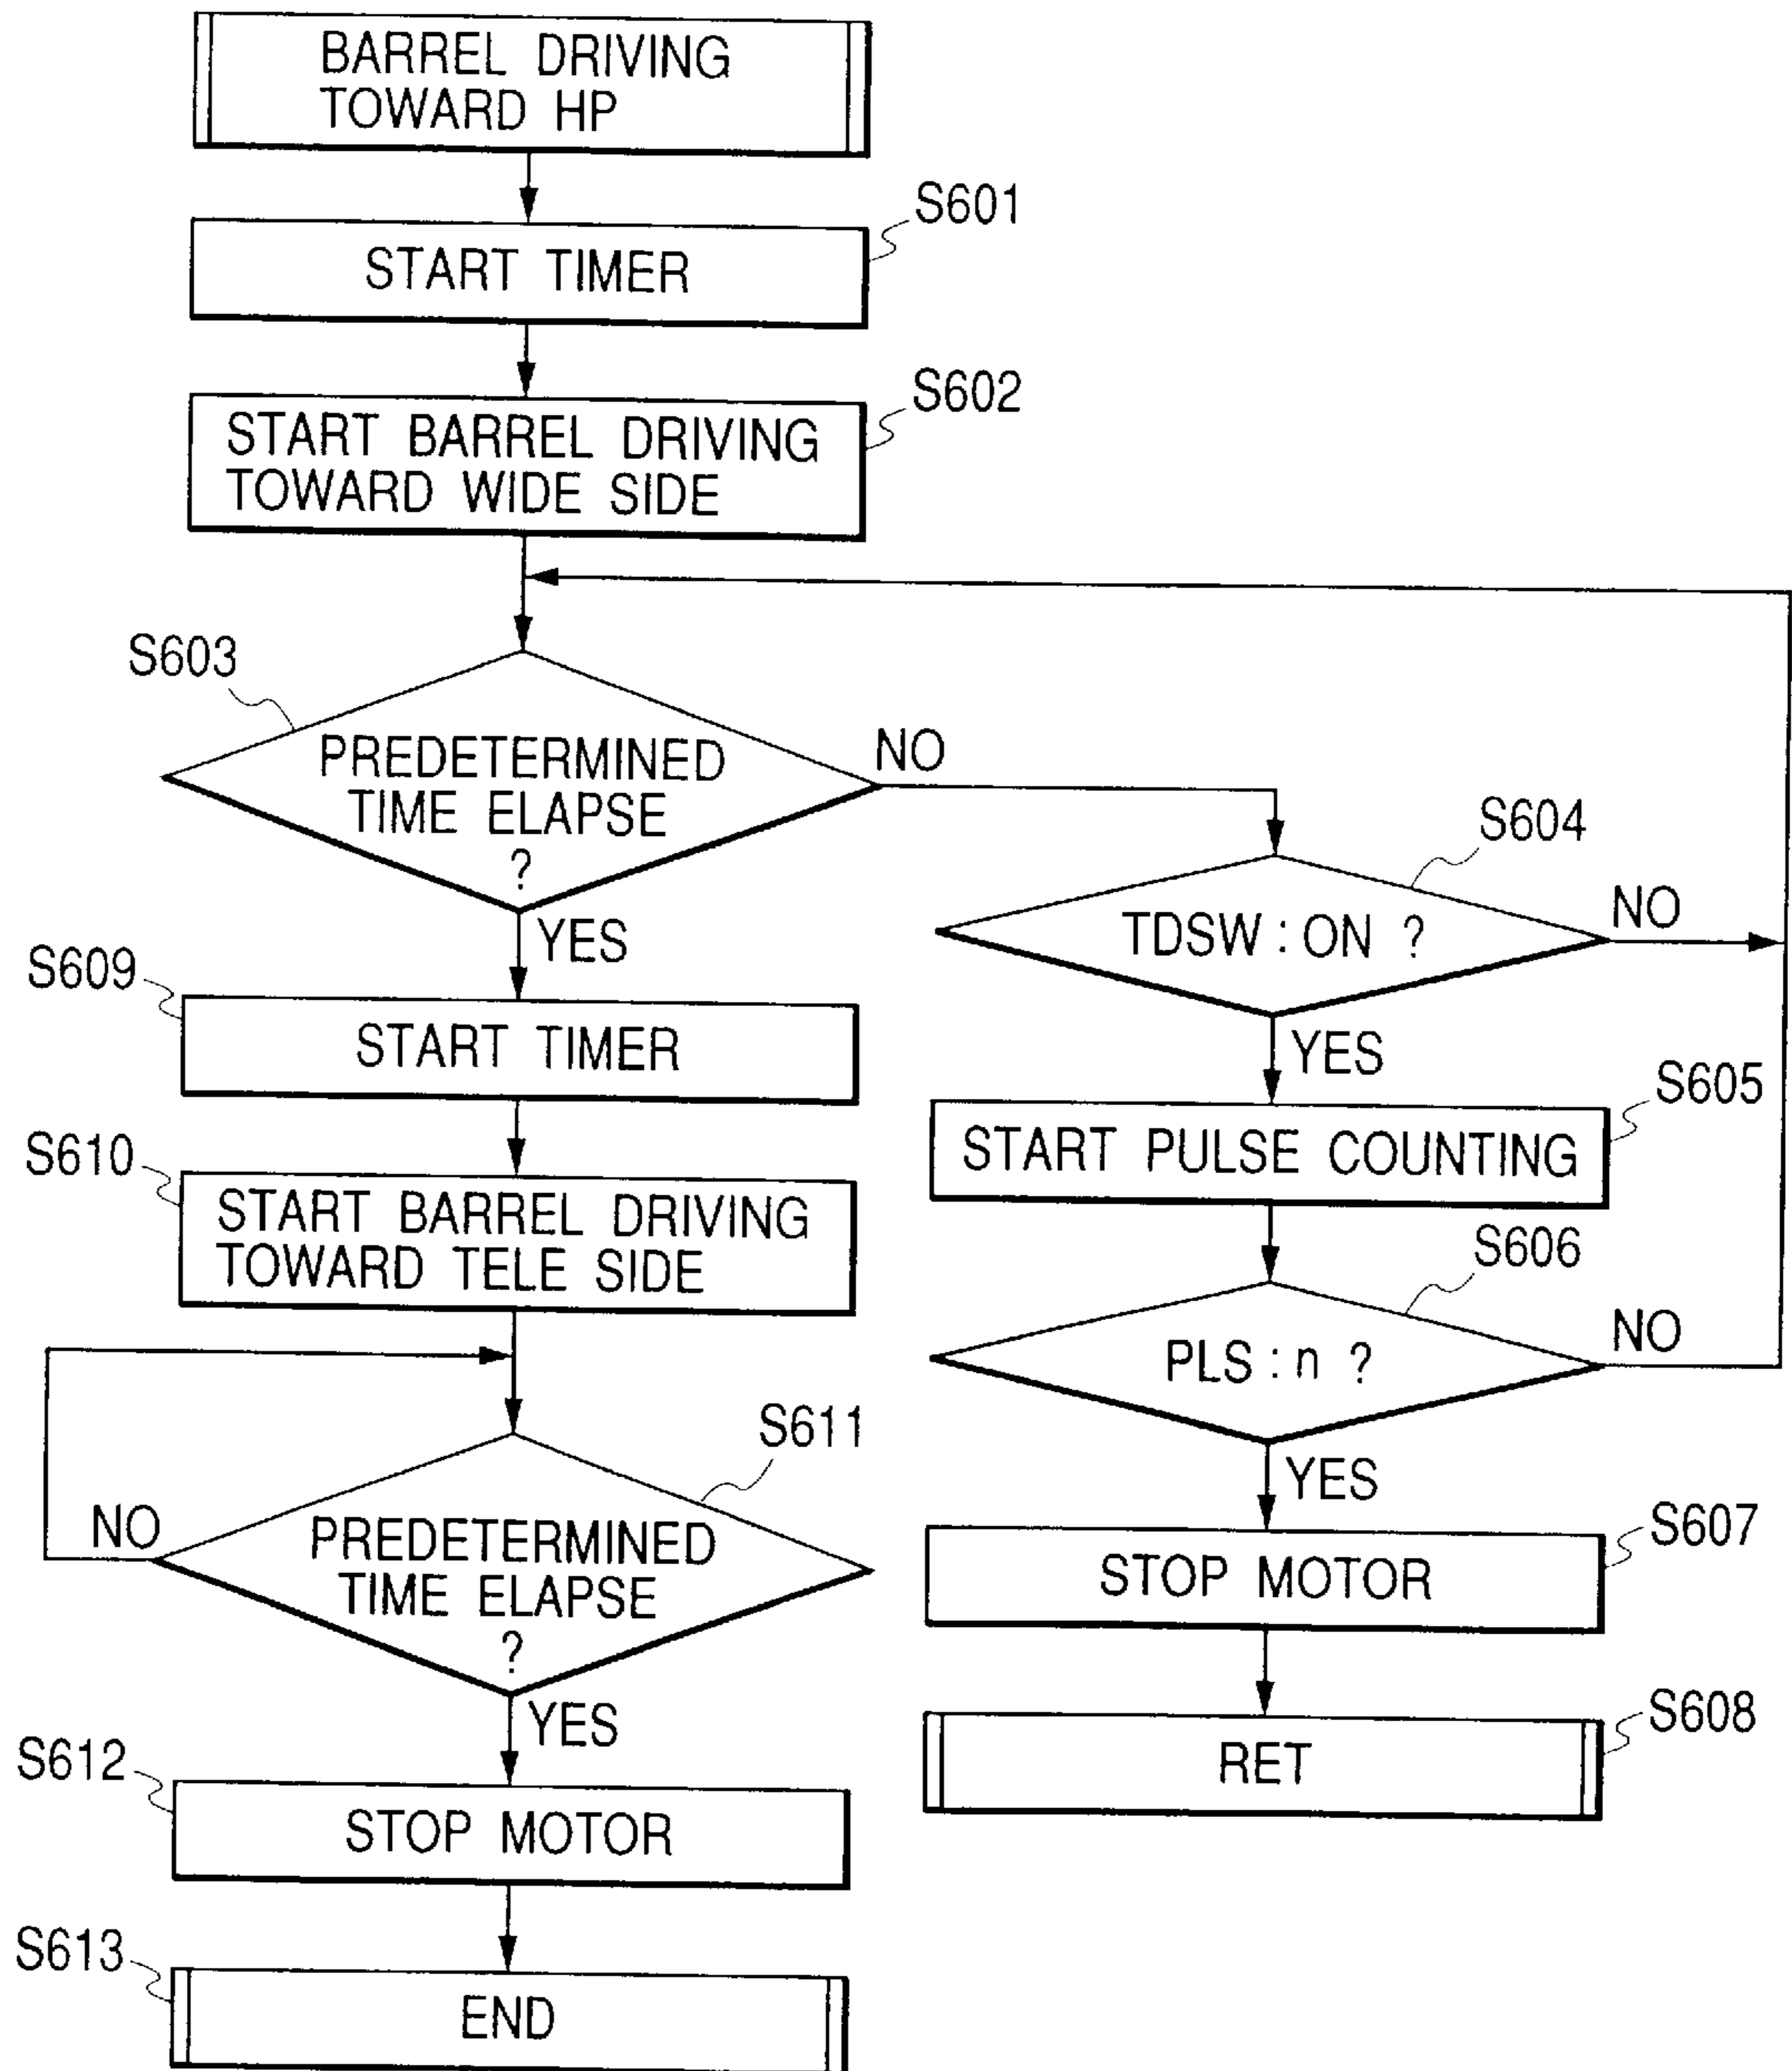 BARREL DRIVING
TOWARD HP
S601
START TIMER
S602
START BARREL DRIVING
TOWARD WIDE SIDE
S603
PREDETERMINED
TIME ELAPSE
?
NO
YES
S604
TDSW : ON ?
NO
YES
S605
START PULSE COUNTING
S606
PLS : n ?
NO
YES
S607
STOP MOTOR
S608
RET
S609
START TIMER
S610
START BARREL DRIVING
TOWARD TELE SIDE
S611
PREDETERMINED
TIME ELAPSE
?
NO
YES
S612
STOP MOTOR
S613
END